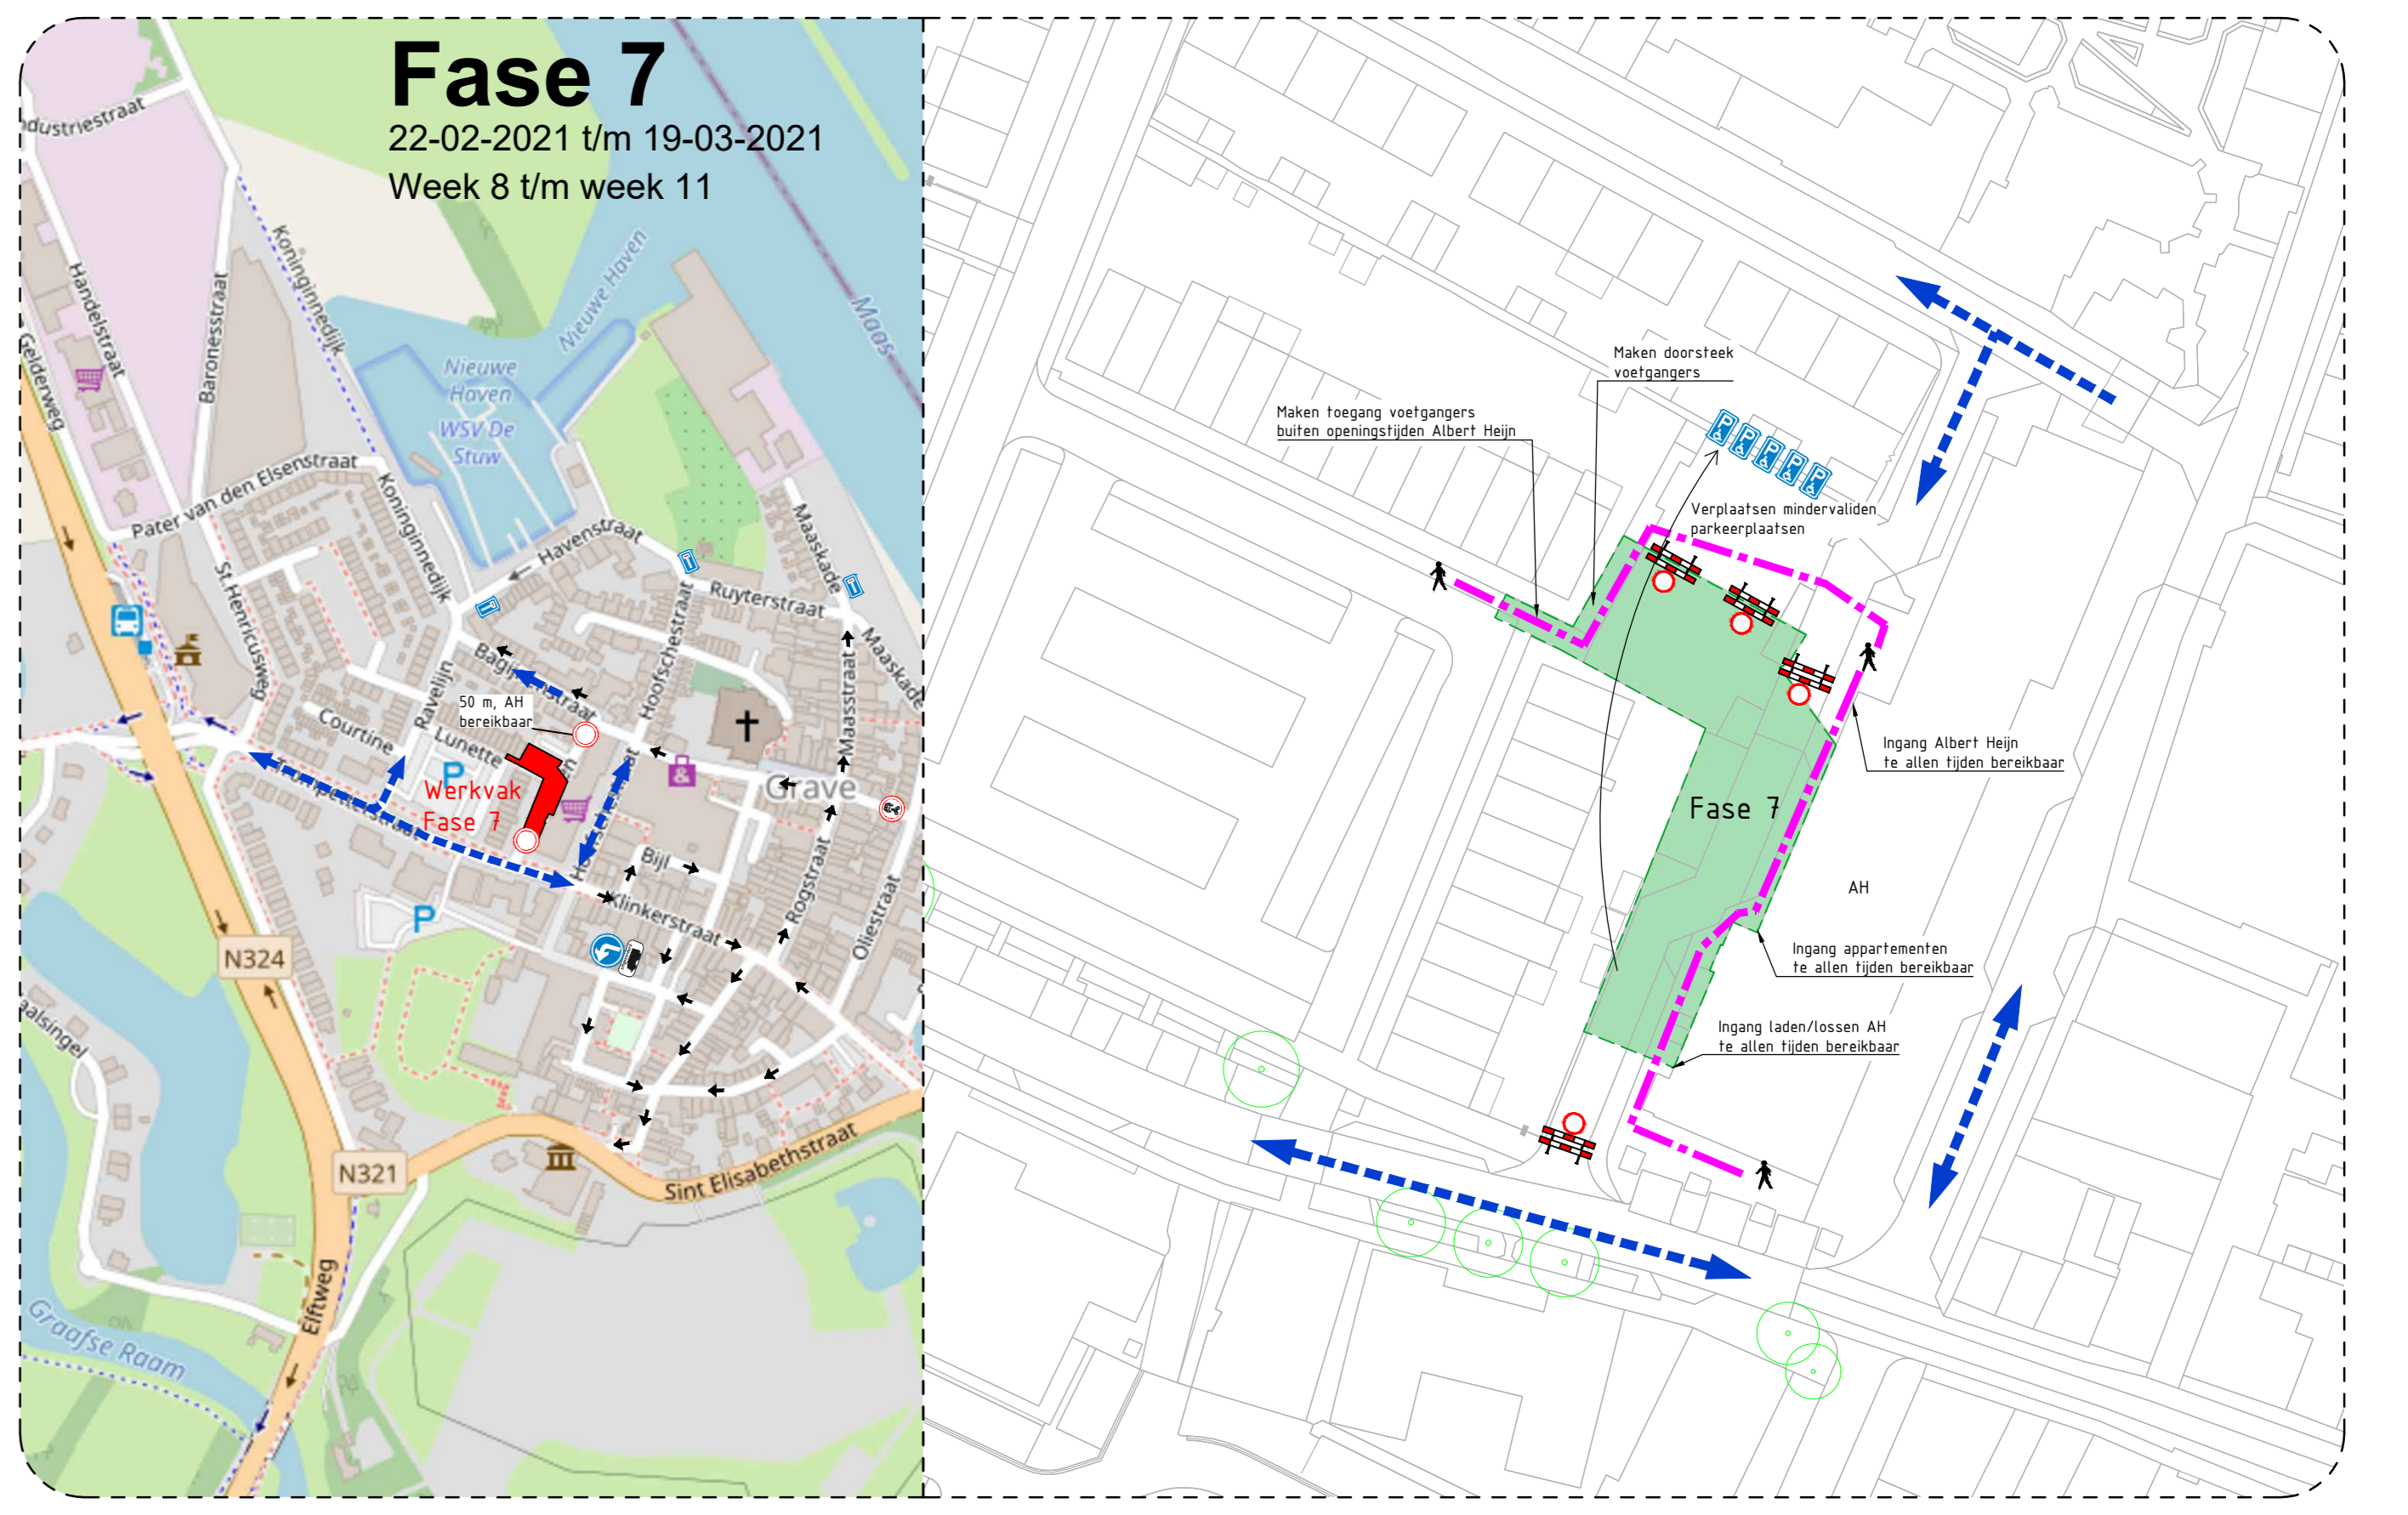 Fase 7
22-02-2021 t/m 19-03-2021
Week 8 t/m week 11
Handelstraat
Baronesstraat
Koninginnedijk
Gelderweg
Nieuwe Haven
Maas
Nieuwe
Haven
WSV De
Stuw
Pater van den Elsenstraat
Koninginnedijk
Havenstraat
Maaskade
Ruyterstraat
Maaskade
St.Henricusweg
Hoofschestraat
Maasstraat
Ravelijn
50 m, AH
bereikbaar
Courtine
Lunette
P
Werkvak
Fase 7
Grave
Trompetterstraat
Bijl
Klinkerstraat
Rogstraat
Oliestraat
P
N324
N321
Sint Elisabethstraat
Elftweg
Graafse Raam
Maken doorsteek
voetgangers
Maken toegang voetgangers
buiten openingstijden Albert Heijn
P
P
P
P
P
Verplaatsen mindervaliden
parkeerplaatsen
Ingang Albert Heijn
te allen tijden bereikbaar
Fase 7
AH
Ingang appartementen
te allen tijden bereikbaar
Ingang laden/lossen AH
te allen tijden bereikbaar